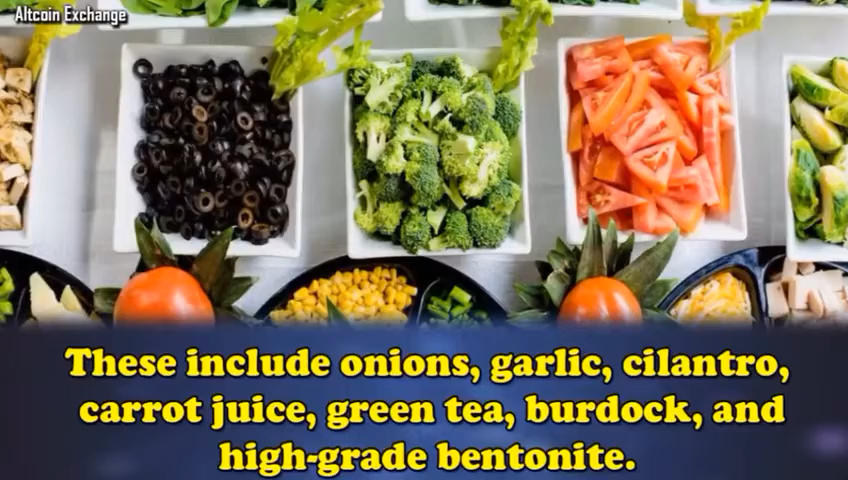 Altcoin Exchange
These include onions, garlic, cilantro,
carrot juice, green tea, burdock, and
high-grade bentonite.